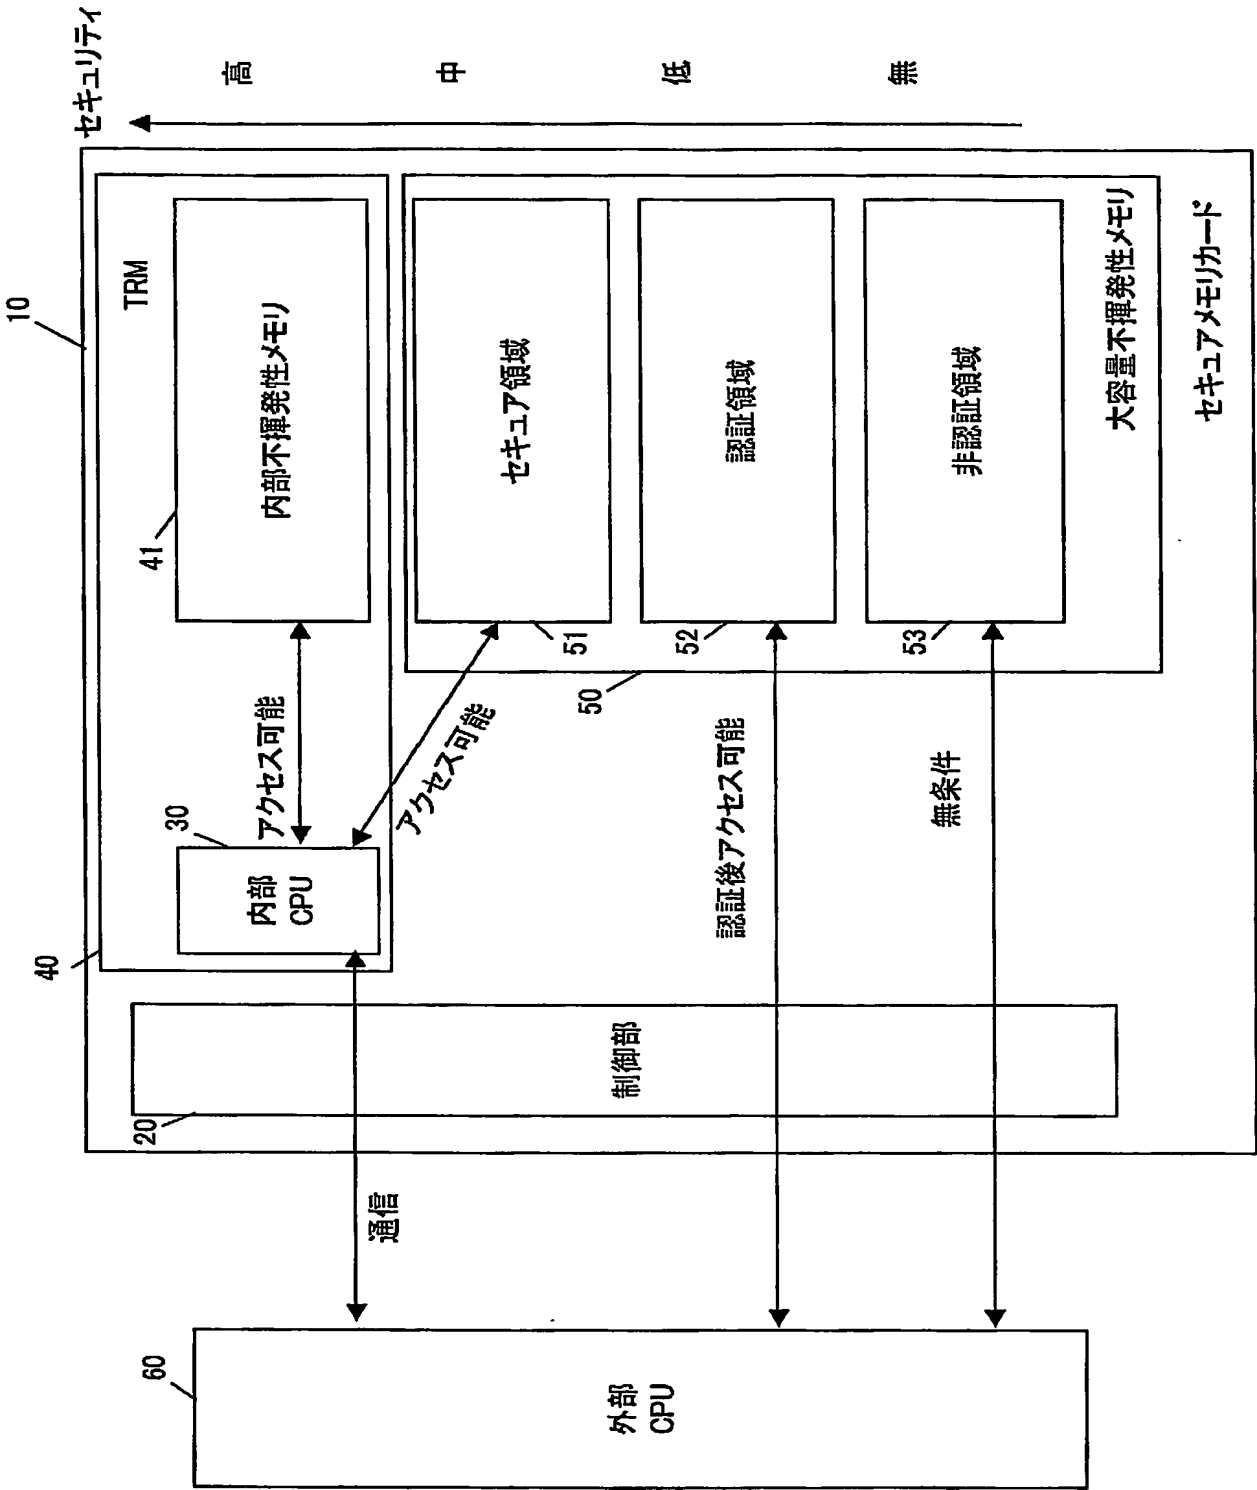 セキュリティ
高
中
低
無
10
TRM
41
内部不揮発性メモリ
アクセス可能
30
内部
CPU
40
アクセス可能
セキュア領域
51
認証領域
52
非認証領域
53
50
大容量不揮発性メモリ
セキュアメモリカード
認証後アクセス可能
無条件
制御部
20
通信
60
外部
CPU